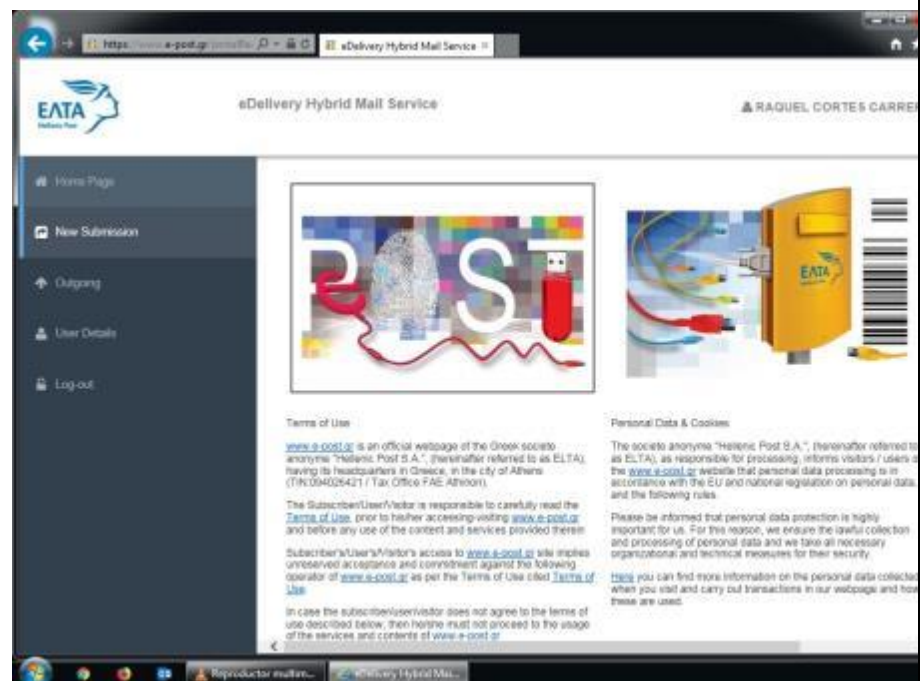 https://www.e-post.gr
eDelivery Hybrid Mail Service
ΕΛΤΑ
Hellenic Post
eDelivery Hybrid Mail Service
RAQUEL CORTES CARRE
Home Page
New Submission
Outgoing
User Details
Log-out
PeOST
ΕΛΤΑ
Terms of Use
www.e-post.gr is an official webpage of the Greek societe
anonyme "Hellenic Post S.A.", (hereinafter referred to as ELTA),
having its headquarters in Greece, in the city of Athens
(TIN:094026421 / Tax Office FAE Athinon).
The Subscriber/User/Visitor is responsible to carefully read the
Terms of Use, prior to his/her accessing-visiting www.e-post.gr
and before any use of the content and services provided therein
Subscriber's/User's/Visitor's access to www.e-post.gr site implies
unreserved acceptance and commitment against the following
operator of www.e-post.gr as per the Terms of Use cited Terms of
Use
In case the subscriber/user/visitor does not agree to the terms of
use described below, then he/she must not proceed to the usage
of the services and contents of www.e-post.gr
Personal Data & Cookies
The societe anonyme "Hellenic Post S.A.", (hereinafter referred to
as ELTA), as responsible for processing, informs visitors / users o
the www.e-post.gr website that personal data processing is in
accordance with the EU and national legislation on personal data,
and the following rules.
Please be informed that personal data protection is highly
important for us. For this reason, we ensure the lawful collection
and processing of personal data and we take all necessary
organizational and technical measures for their security.
Here you can find more information on the personal data collected
when you visit and carry out transactions in our webpage and how
these are used.
Reproductor multim...
eDelivery Hybrid Mai...